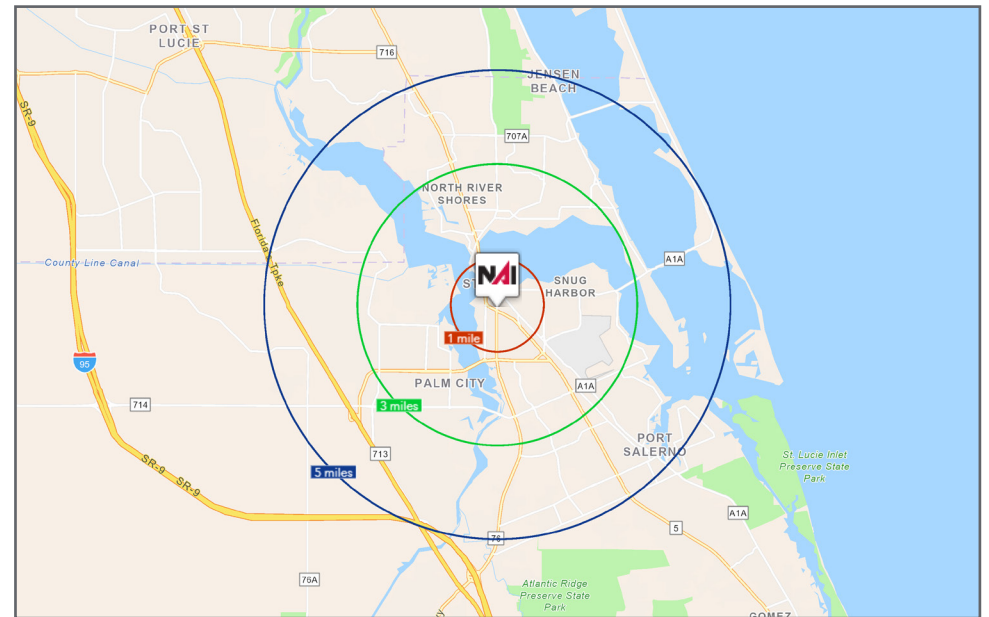 PORT ST
LUCIE
716
JENSEN
BEACH
SR-9
707A
NORTH RIVER
SHORES
Florida's Tpke
County Line Canal
A1A
NAI
ST
SNUG
HARBOR
1 mile
95
PALM CITY
A1A
714
3 miles
713
PORT
SALERNO
St. Lucie Inlet
Preserve State
Park
SR-9
SR-9
5 miles
A1A
5
76
76A
Atlantic Ridge
Preserve State
Park
GOMEZ